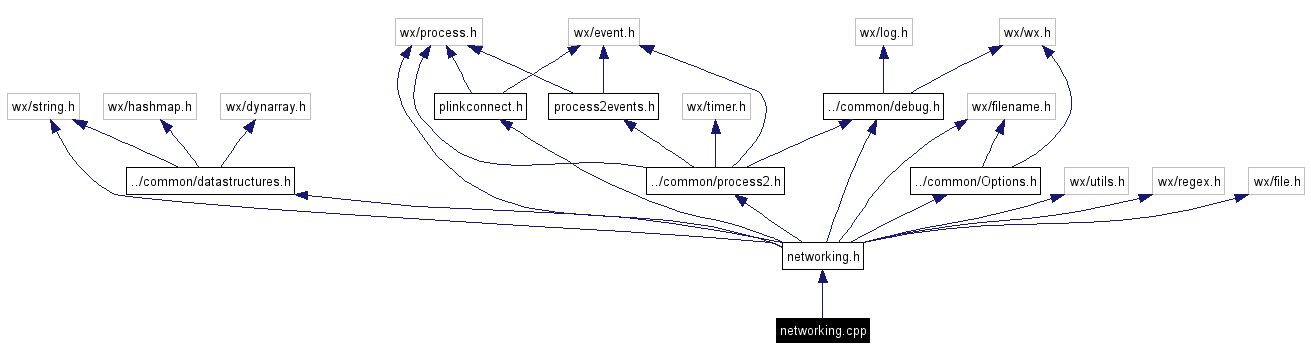 wx/process.h
wx/event.h
wx/log.h
wx/wx.h
wx/string.h
wx/hashmap.h
wx/dynarray.h
plinkconnect.h
process2events.h
wx/timer.h
../common/debug.h
wx/filename.h
../common/datastructures.h
../common/process2.h
../common/Options.h
wx/utils.h
wx/regex.h
wx/file.h
networking.h
networking.cpp